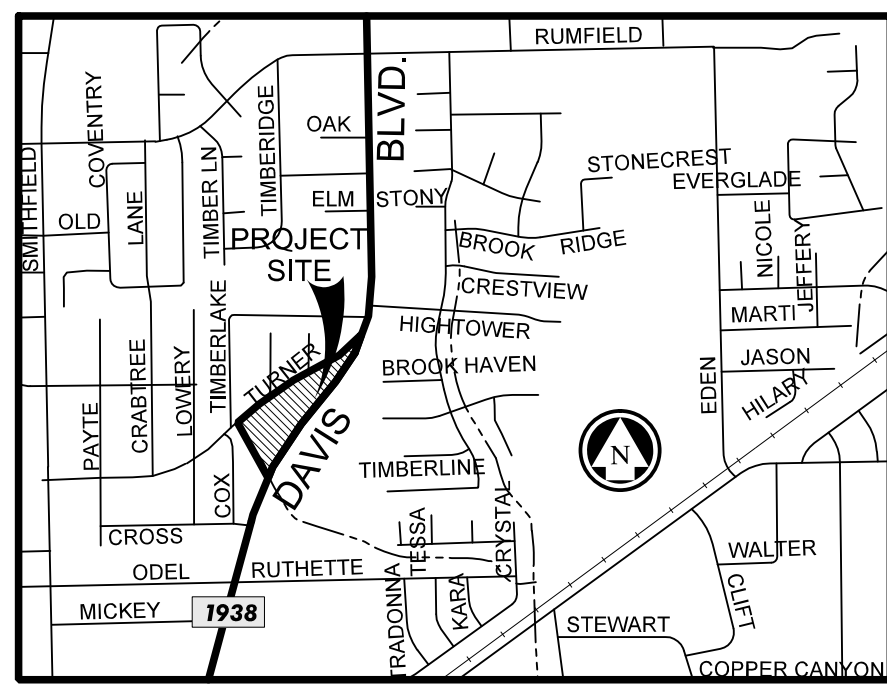 RUMFIELD
COVENTRY
BLVD.
TIMBERIDGE
OAK
STONECREST
EVERGLADE
SMITHFIELD
TIMBER LN
ELM
STONY
LANE
OLD
NICOLE
JEFFERY
PROJECT
SITE
BROOK RIDGE
CRESTVIEW
MARTI
HIGHTOWER
TIMBERLAKE
TURNER
BROOK HAVEN
JASON
EDEN
HILARY
CRABTREE
LOWERY
PAYTE
DAVIS
N
TIMBERLINE
COX
CRYSTAL
TESSA
CROSS
WALTER
ODEL
RUTHETTE
TRADONNA
KARA
CLIFT
MICKEY
1938
STEWART
COPPER CANYON